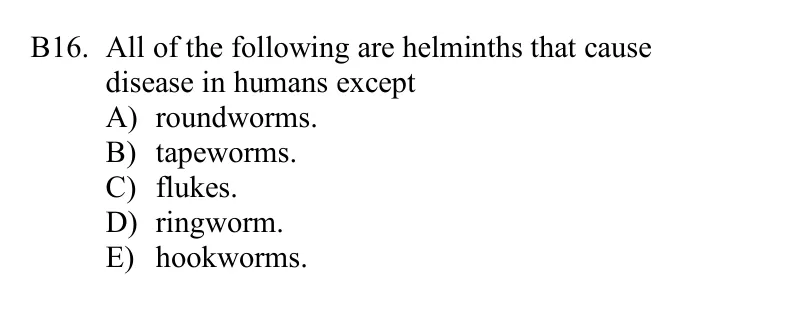 B16. All of the following are helminths that cause
disease in humans except
A) roundworms.
B) tapeworms.
C) flukes.
D) ringworm.
E) hookworms.